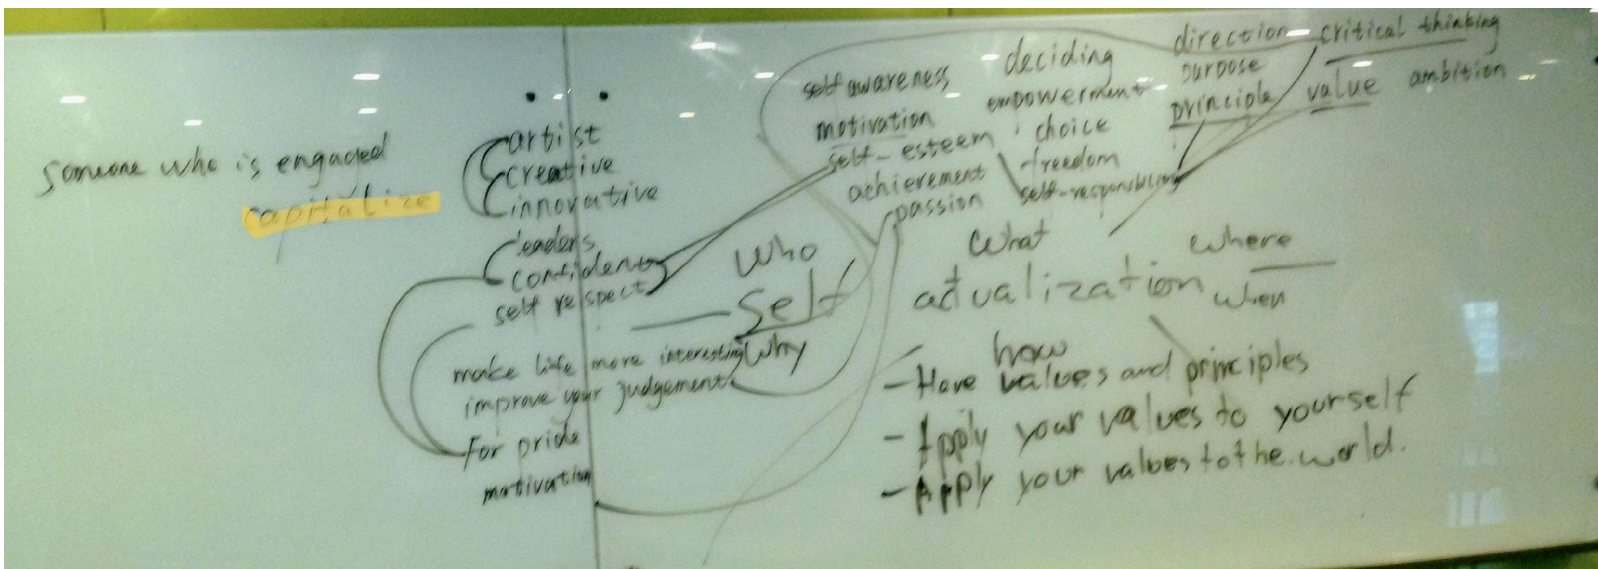 someone who is engaged
capitalize
artist
creative
innovative
leaders
confident
self respect
make life more interesting
improve your judgement
For pride
motivation
self awareness
motivation
self-esteem
achievement
passion
deciding
empowerment
choice
freedom
self-responsibility
direction
purpose
principle
critical thinking
value ambition
who
self
why
what
actualization
where
when
how
- Have values and principles
- Apply your values to yourself
- Apply your values to the world.